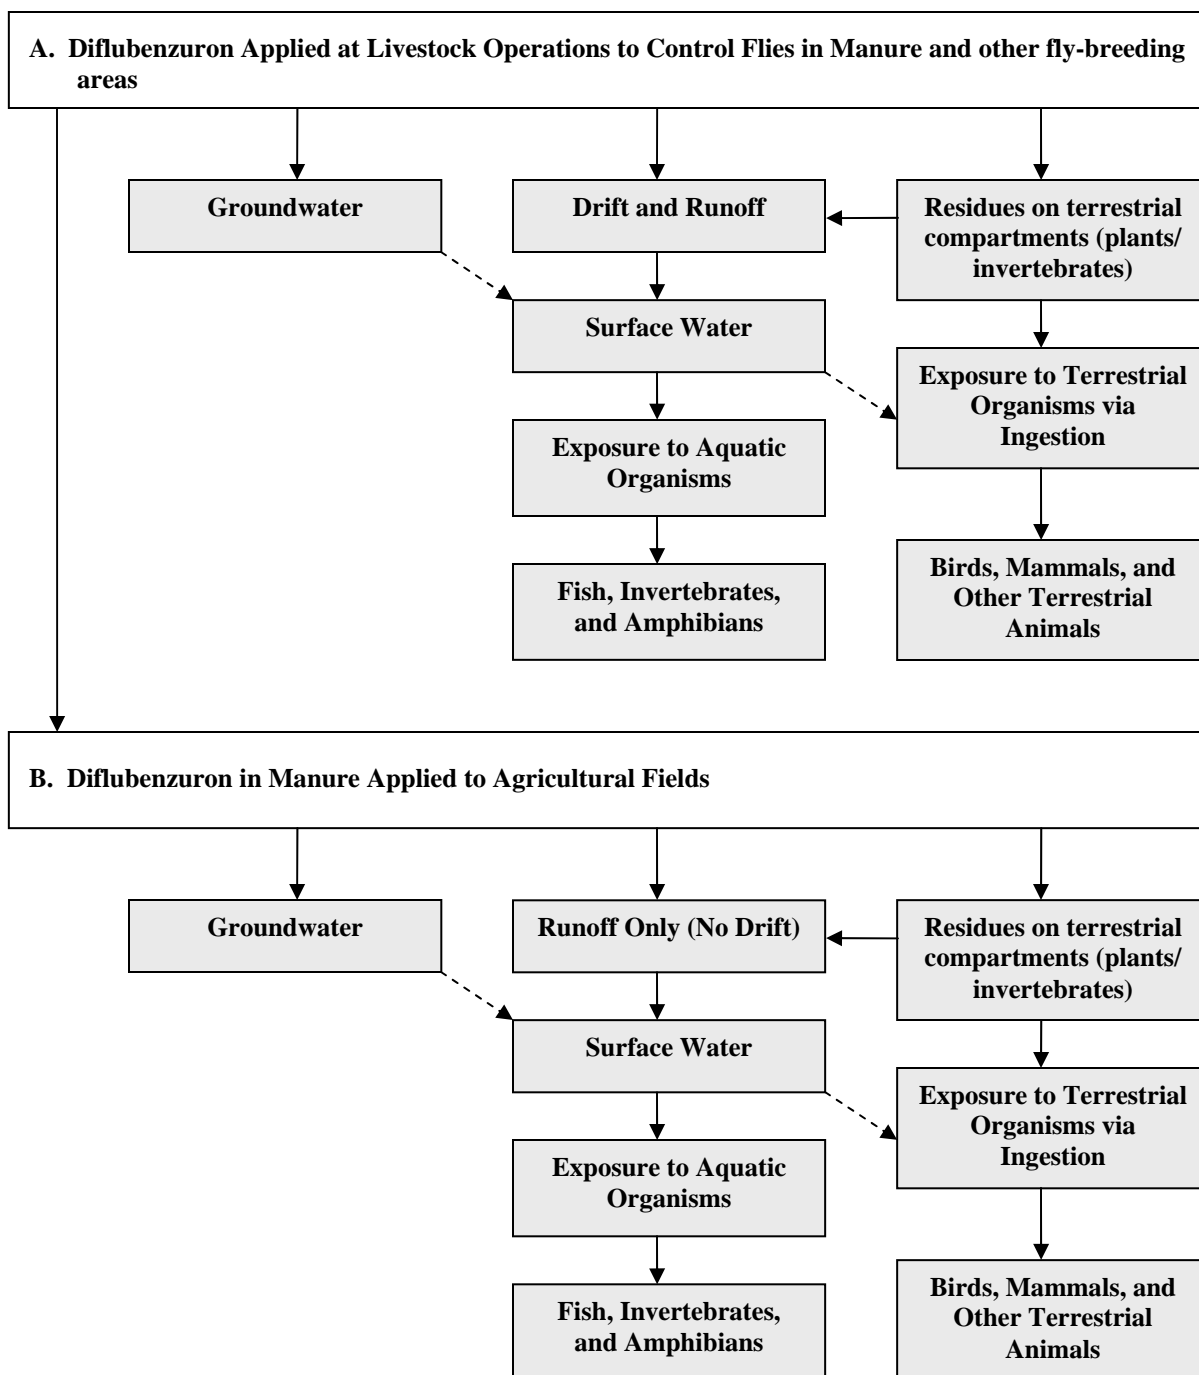 A. Diflubenzuron Applied at Livestock Operations to Control Flies in Manure and other fly-breeding
areas
Groundwater
Drift and Runoff
Residues on terrestrial
compartments (plants/
invertebrates)
Surface Water
Exposure to Terrestrial
Organisms via
Ingestion
Exposure to Aquatic
Organisms
Fish, Invertebrates,
and Amphibians
Birds, Mammals, and
Other Terrestrial
Animals
B. Diflubenzuron in Manure Applied to Agricultural Fields
Groundwater
Runoff Only (No Drift)
Residues on terrestrial
compartments (plants/
invertebrates)
Surface Water
Exposure to Terrestrial
Organisms via
Ingestion
Exposure to Aquatic
Organisms
Fish, Invertebrates,
and Amphibians
Birds, Mammals, and
Other Terrestrial
Animals